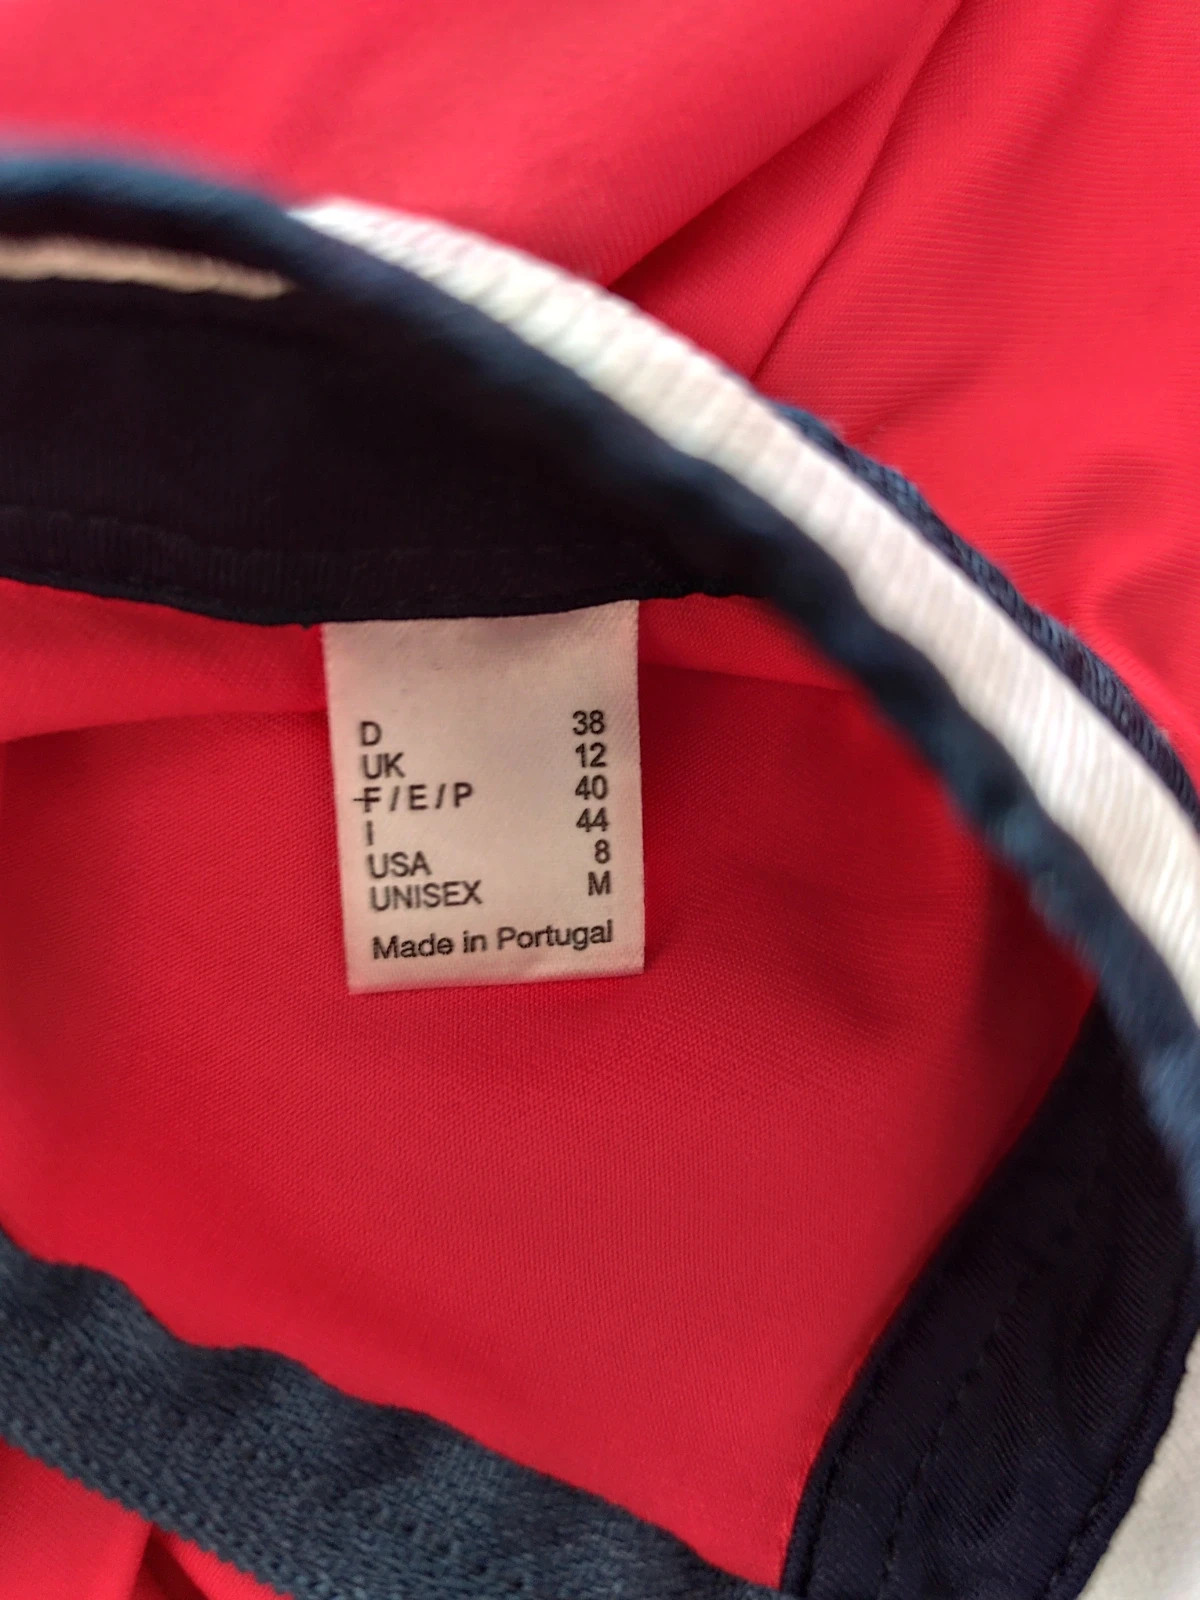 D 38
UK 12
F / E / P 40
I 44
USA 8
UNISEX M
Made in Portugal